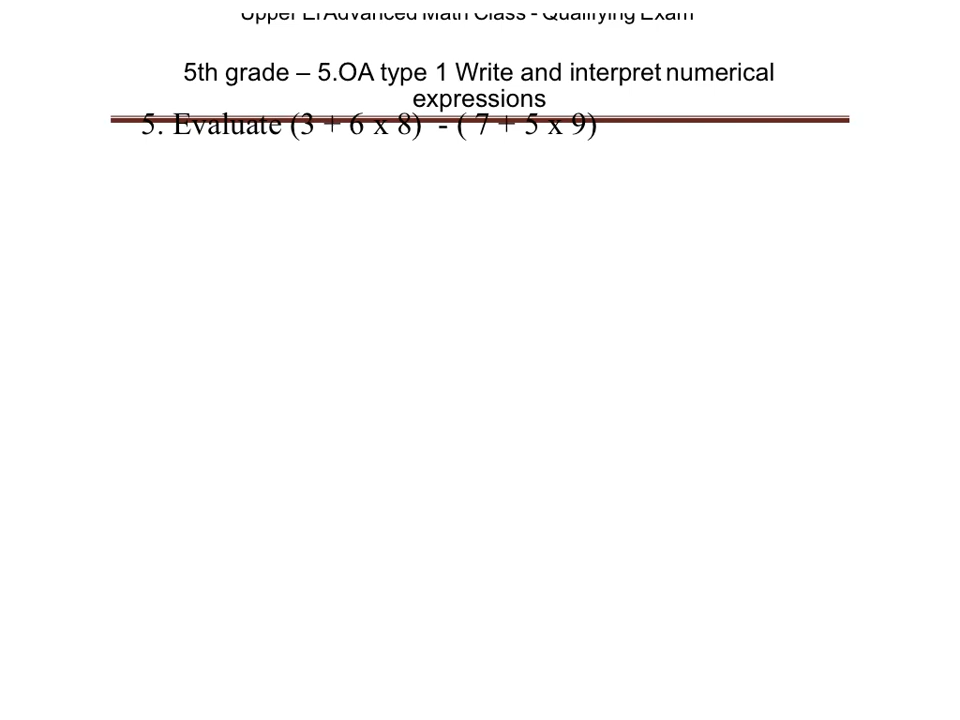 Upper El Advanced Math Class - Qualifying Exam
5th grade – 5.OA type 1 Write and interpret numerical
expressions
5. Evaluate (3 + 6 x 8)  - ( 7 + 5 x 9)